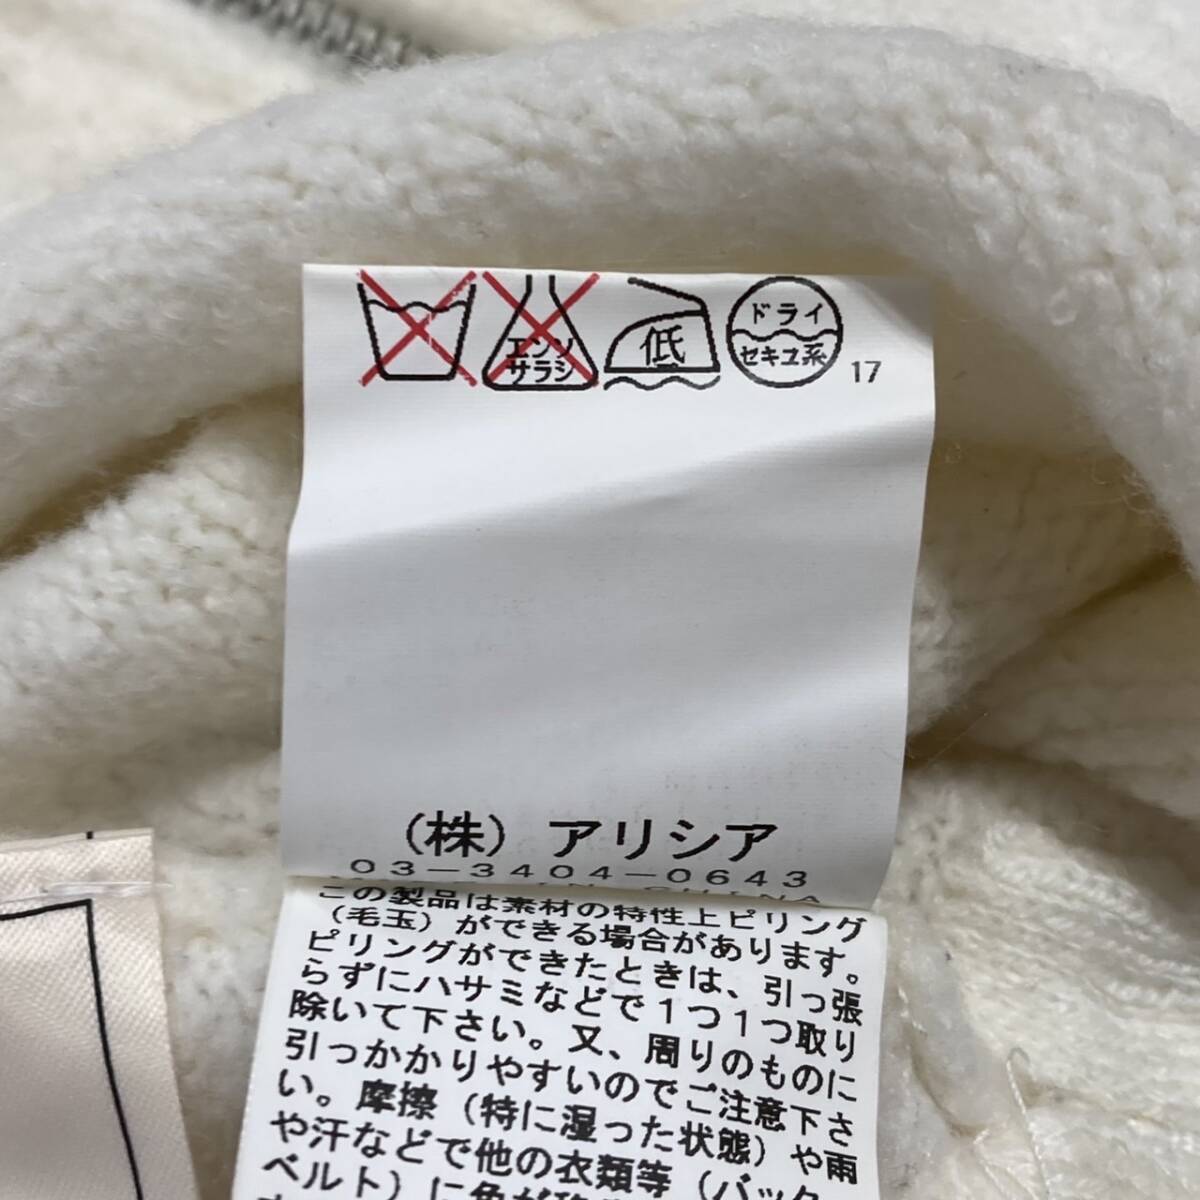 エンソ
サラシ
低
ドライ
セキユ系
17
(株) アリシア
03-3404-0643
この製品は素材の特性上ピリング
(毛玉) ができる場合があります。
ピリングができたときは、引っ張
らずにハサミなどで1つ1つ取り
除いて下さい。又、周りのものに
引っかかりやすいのでご注意下さ
い。摩擦 (特に湿った状態) や雨
や汗などで他の衣類等 (バック
ベルト) に色が